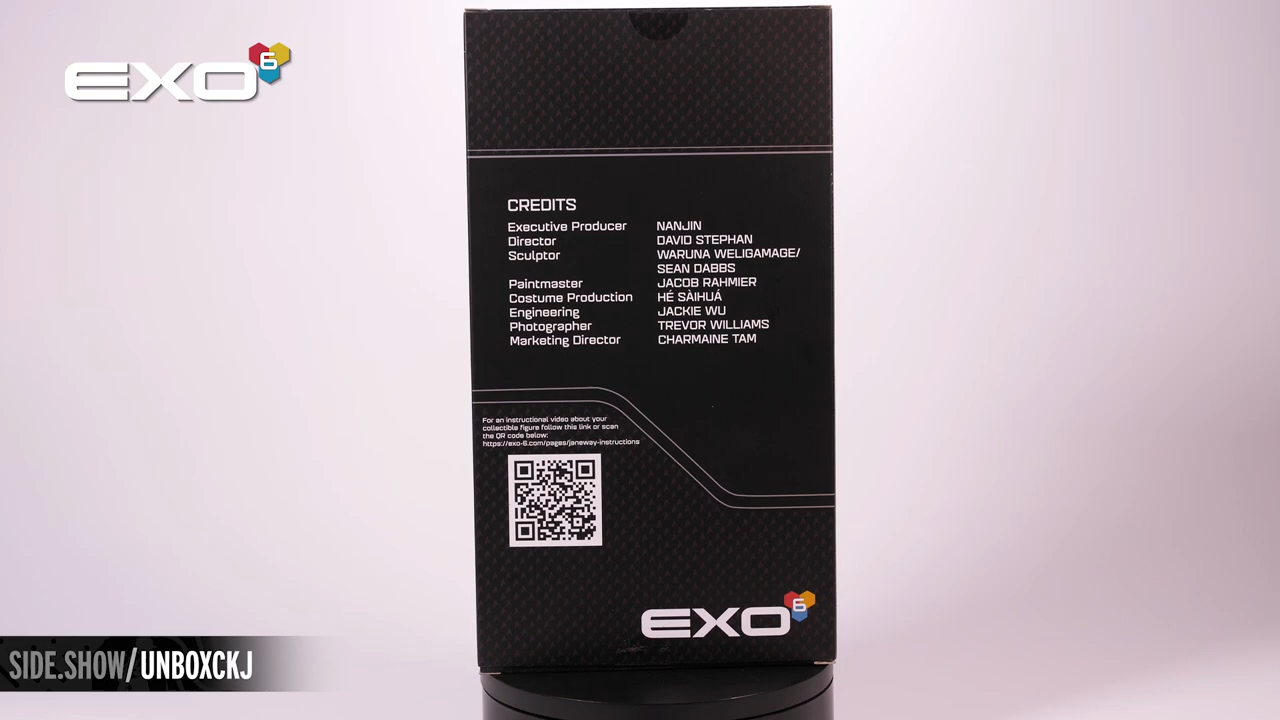 EXO 6
CREDITS
Executive Producer NANJIN
Director DAVID STEPHAN
Sculptor WARUNA WELIGAMAGE/
SEAN DABBS
Paintmaster JACOB RAHMIER
Costume Production HÉ SÀIHUÁ
Engineering JACKIE WU
Photographer TREVOR WILLIAMS
Marketing Director CHARMAINE TAM
For an instructional video about your
collectible figure follow this link or scan
the QR code below:
https://exo-6.com/pages/janeway-instructions
EXO 6
SIDE.SHOW/UNBOXCKJ